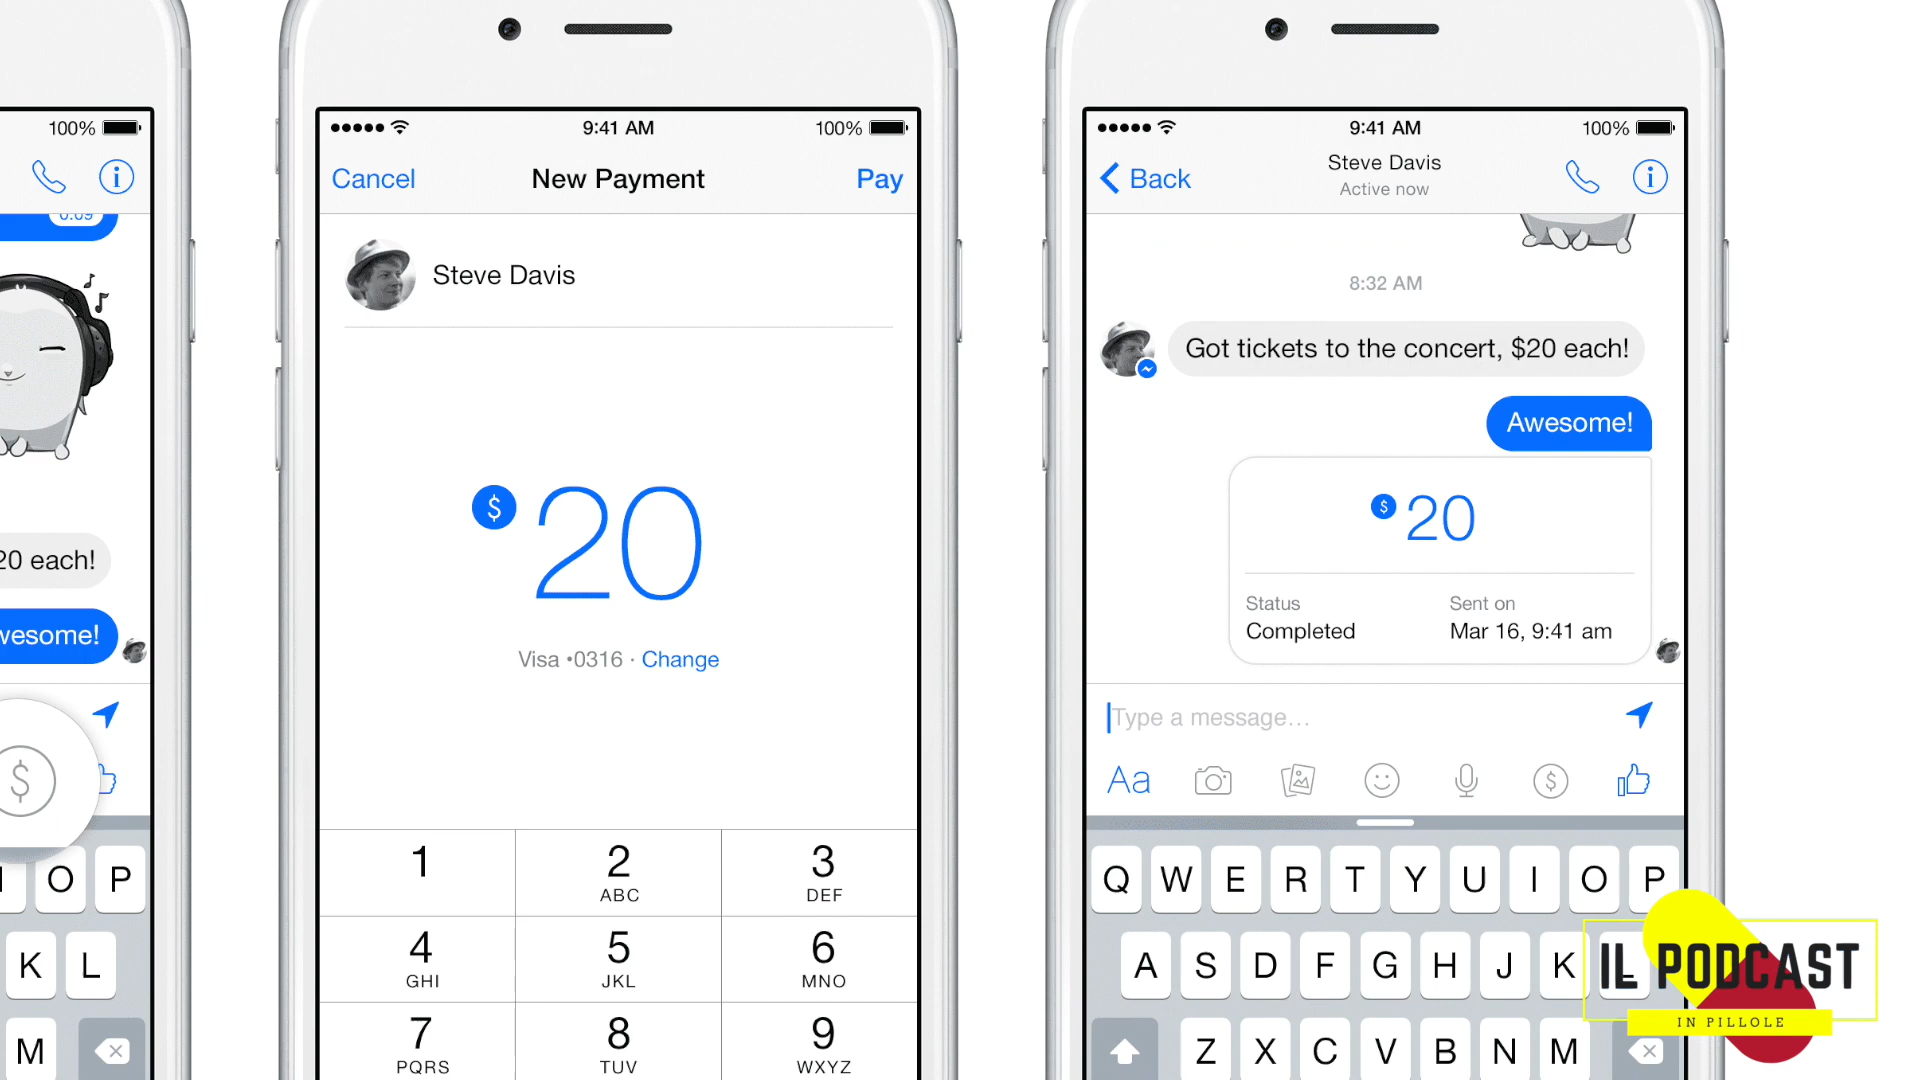 100%
0:09
20 each!
wesome!
$
I O P
K L
M
9:41 AM
100%
Cancel
New Payment
Pay
Steve Davis
$ 20
Visa •0316 · Change
1
2
ABC
3
DEF
4
GHI
5
JKL
6
MNO
7
PQRS
8
TUV
9
WXYZ
9:41 AM
100%
Back
Steve Davis
Active now
8:32 AM
Got tickets to the concert, $20 each!
Awesome!
$ 20
Status
Sent on
Completed
Mar 16, 9:41 am
Type a message...
Aa
$
Q W E R T Y U I O P
A S D F G H J K L
Z X C V B N M
IL PODCAST
IN PILLOLE